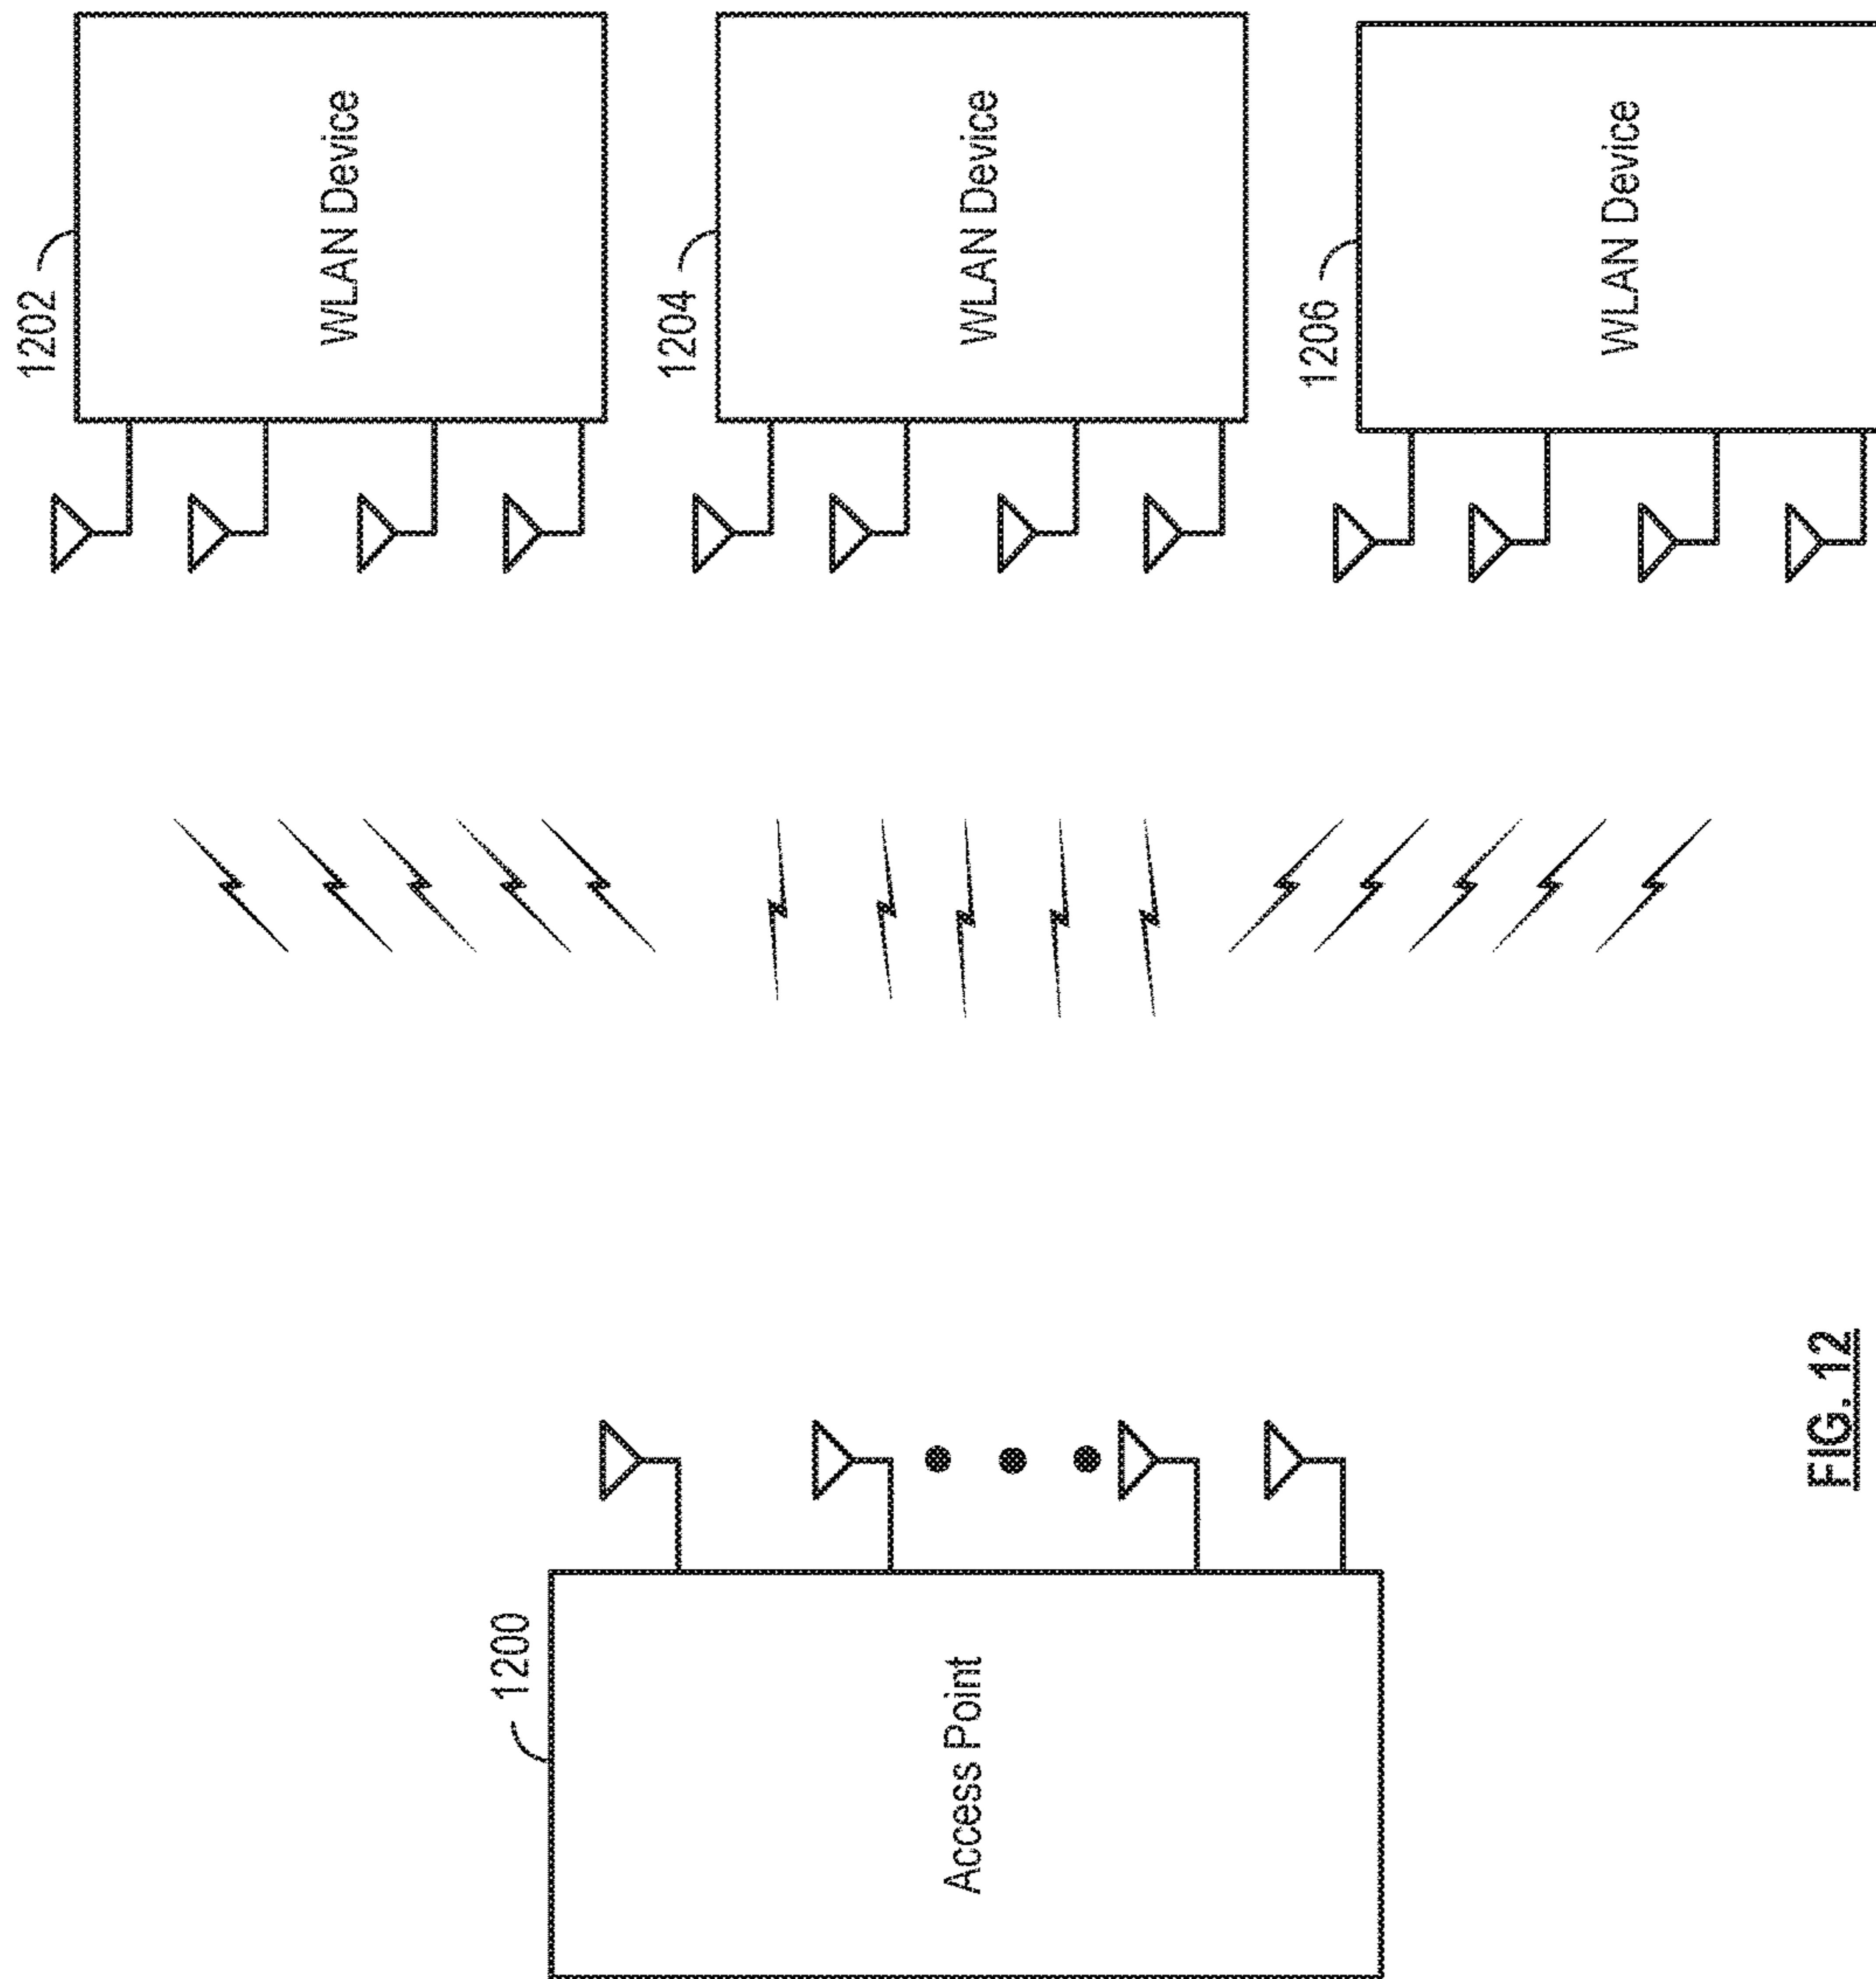 1200
Access Point
1202
WLAN Device
1204
WLAN Device
1206
WLAN Device
FIG. 12